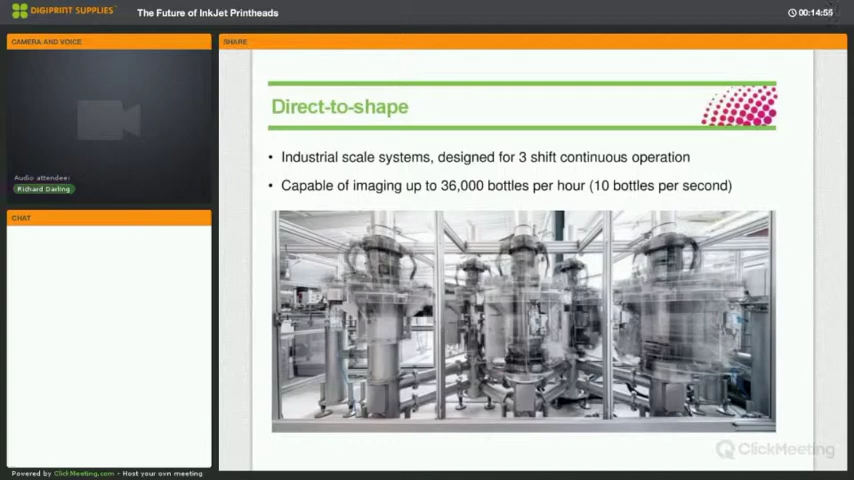 DIGIPRINT SUPPLIES
The Future of InkJet Printheads
00:14:55
CAMERA AND VOICE
SHARE
Audio attendee:
Richard Darling
CHAT
Direct-to-shape
• Industrial scale systems, designed for 3 shift continuous operation
• Capable of imaging up to 36,000 bottles per hour (10 bottles per second)
ClickMeeting
Powered by ClickMeeting.com - Host your own meeting